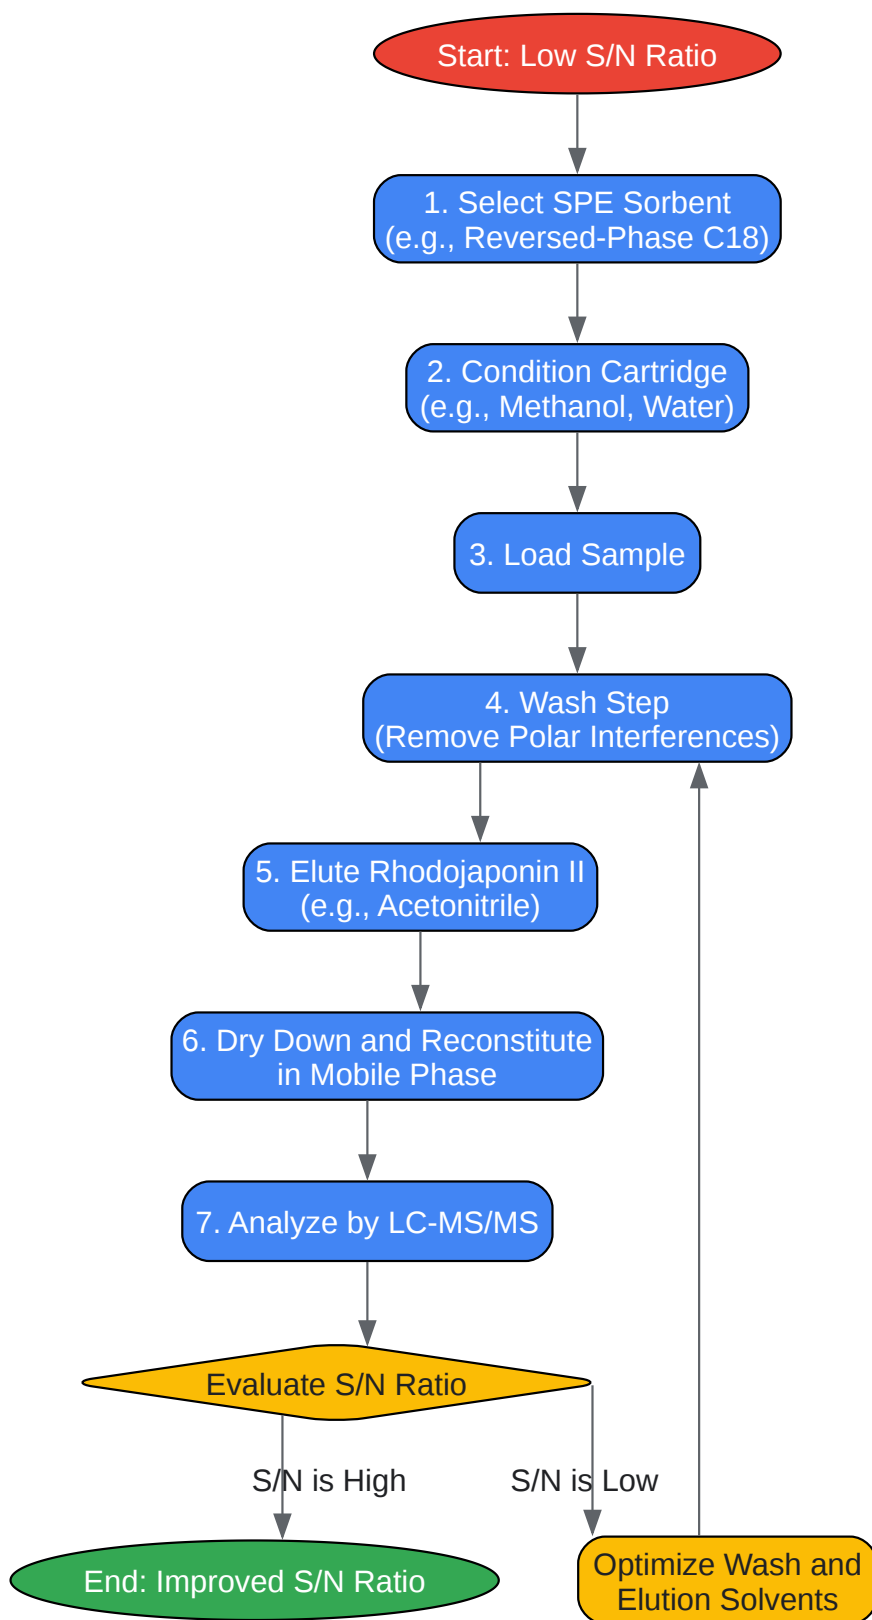 Start: Low S/N Ratio
1. Select SPE Sorbent
(e.g., Reversed-Phase C18)
2. Condition Cartridge
(e.g., Methanol, Water)
3. Load Sample
4. Wash Step
(Remove Polar Interferences)
5. Elute Rhodojaponin II
(e.g., Acetonitrile)
6. Dry Down and Reconstitute
in Mobile Phase
7. Analyze by LC-MS/MS
Evaluate S/N Ratio
S/N is High
S/N is Low
End: Improved S/N Ratio
Optimize Wash and
Elution Solvents